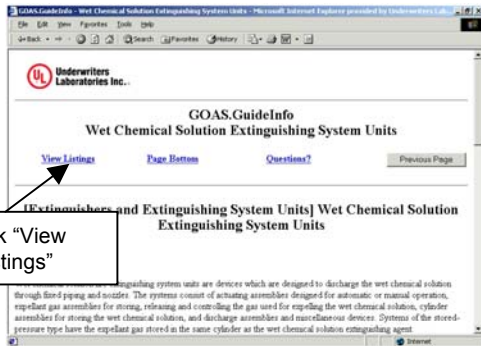 GOAS.GuideInfo - Wet Chemical Solution Extinguishing System Units - Microsoft Internet Explorer provided by Underwriters Lab...
File Edit View Favorites Tools Help
Back Search Favorites History
UL Underwriters
Laboratories Inc.
GOAS.GuideInfo
Wet Chemical Solution Extinguishing System Units
View Listings Page Bottom Questions? Previous Page
[Extinguishers and Extinguishing System Units] Wet Chemical Solution
Extinguishing System Units
k "View
tings"
extinguishing system units are devices which are designed to discharge the wet chemical solution
through fixed piping and nozzles. The systems consist of actuating assemblies designed for automatic or manual operation,
expellant gas assemblies for storing, releasing and controlling the gas used for expelling the wet chemical solution, cylinder
assemblies for storing the wet chemical solution, and discharge assemblies and miscellaneous devices. Systems of the stored-
pressure type have the expellant gas stored in the same cylinder as the wet chemical solution extinguishing agent.
Internet